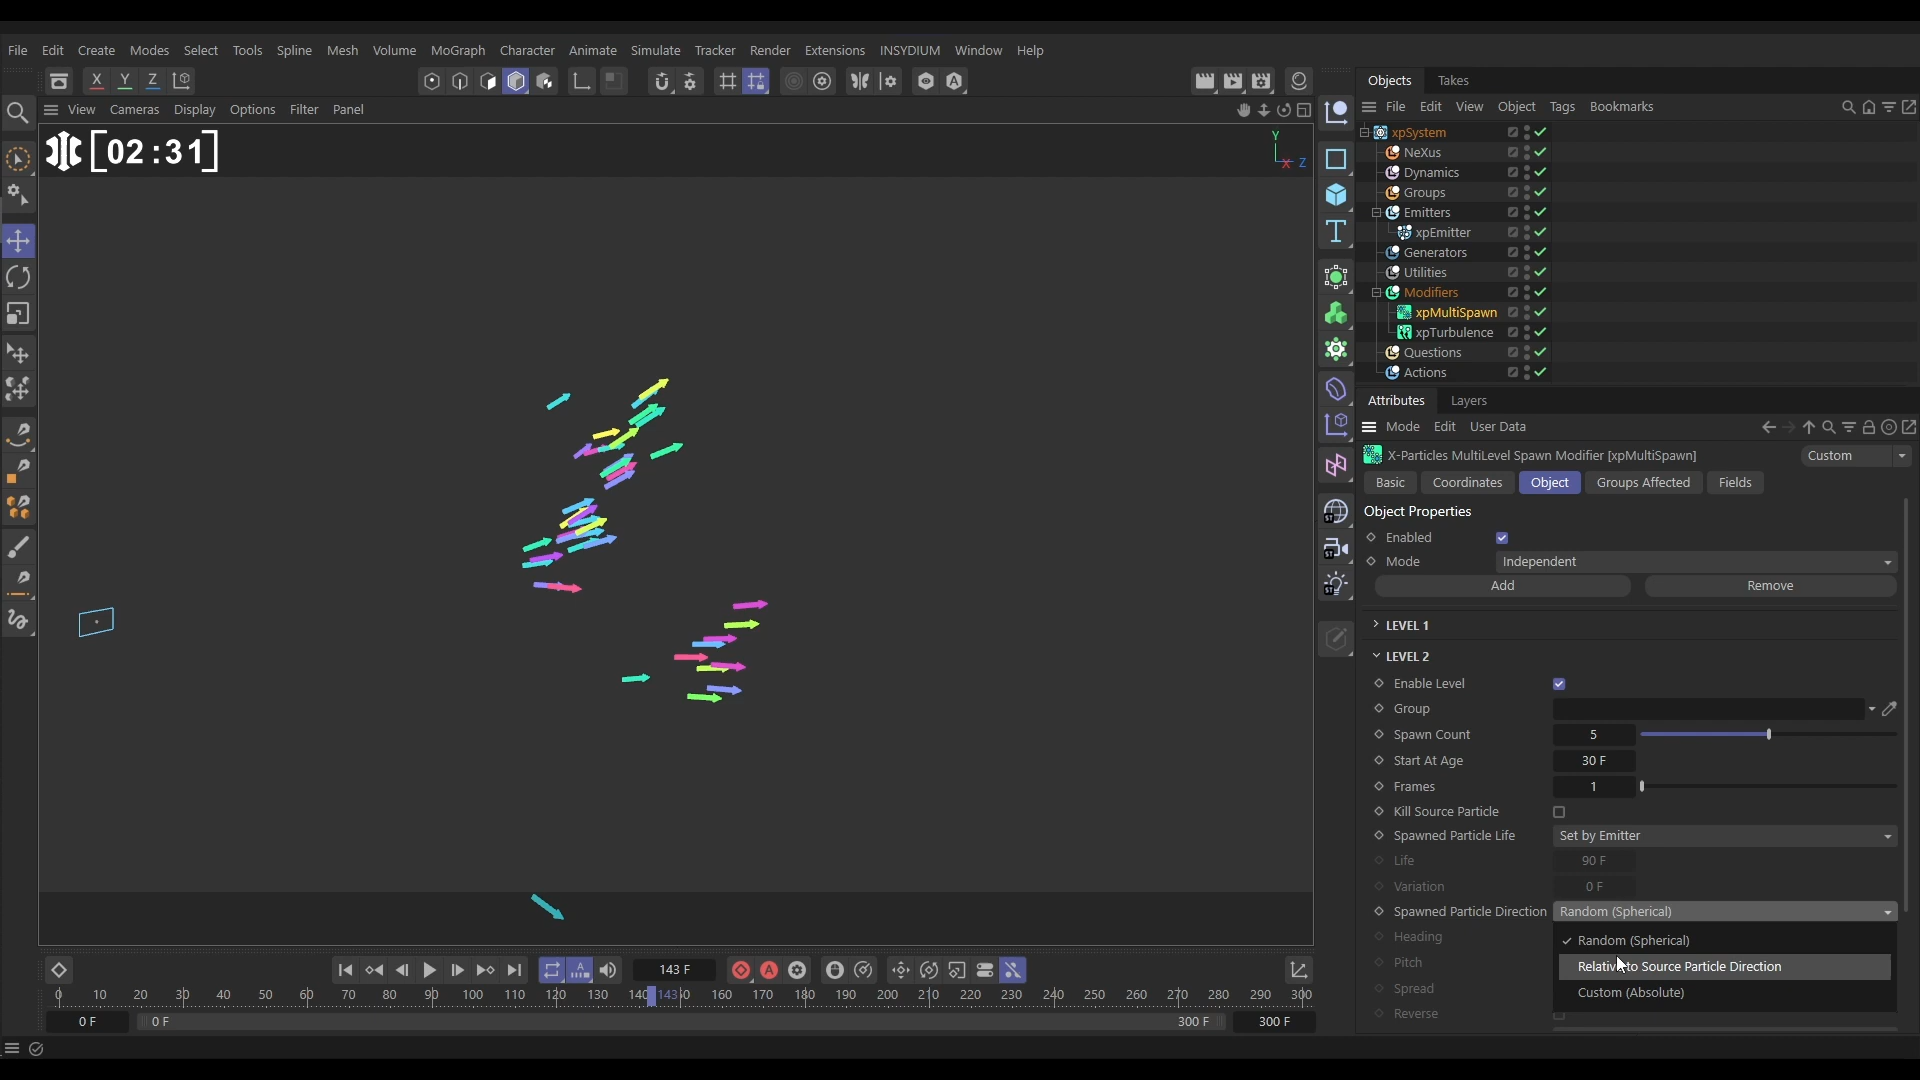 File Edit Create Modes Select Tools Spline Mesh Volume MoGraph Character Animate Simulate Tracker Render Extensions INSYDIUM Window Help
X Y Z
View Cameras Display Options Filter Panel
[02:31]
Y
X Z
Objects Takes
File Edit View Object Tags Bookmarks
xpSystem
NeXus
Dynamics
Groups
Emitters
xpEmitter
Generators
Utilities
Modifiers
xpMultiSpawn
xpTurbulence
Questions
Actions
Attributes Layers
Mode Edit User Data
X-Particles MultiLevel Spawn Modifier [xpMultiSpawn] Custom
Basic Coordinates Object Groups Affected Fields
Object Properties
Enabled
Mode Independent
Add Remove
LEVEL 1
LEVEL 2
Enable Level
Group
Spawn Count 5
Start At Age 30 F
Frames 1
Kill Source Particle
Spawned Particle Life Set by Emitter
Life 90 F
Variation 0 F
Spawned Particle Direction Random (Spherical)
Heading Random (Spherical)
Pitch Relative to Source Particle Direction
Spread Custom (Absolute)
Reverse
143 F
0 10 20 30 40 50 60 70 80 90 100 110 120 130 140 143 160 170 180 190 200 210 220 230 240 250 260 270 280 290 300
0 F 0 F 300 F 300 F